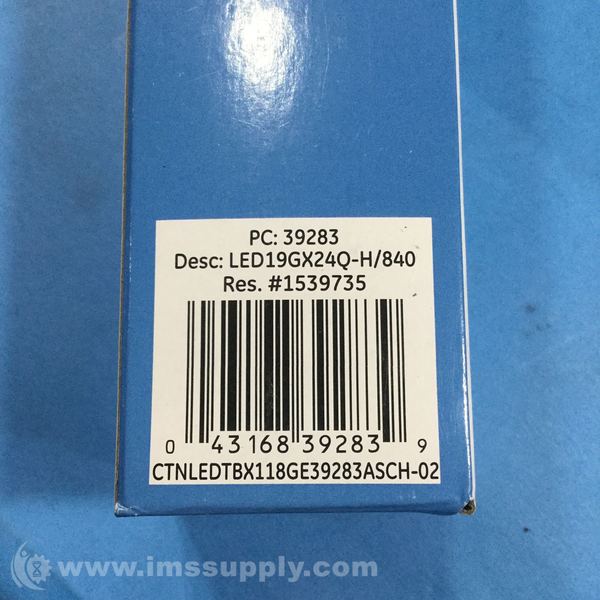 PC: 39283
Desc: LED19GX24Q-H/840
Res. #1539735
0 43168 39283 9
CTNLEDTBX118GE39283ASCH-02
www.imssupply.com